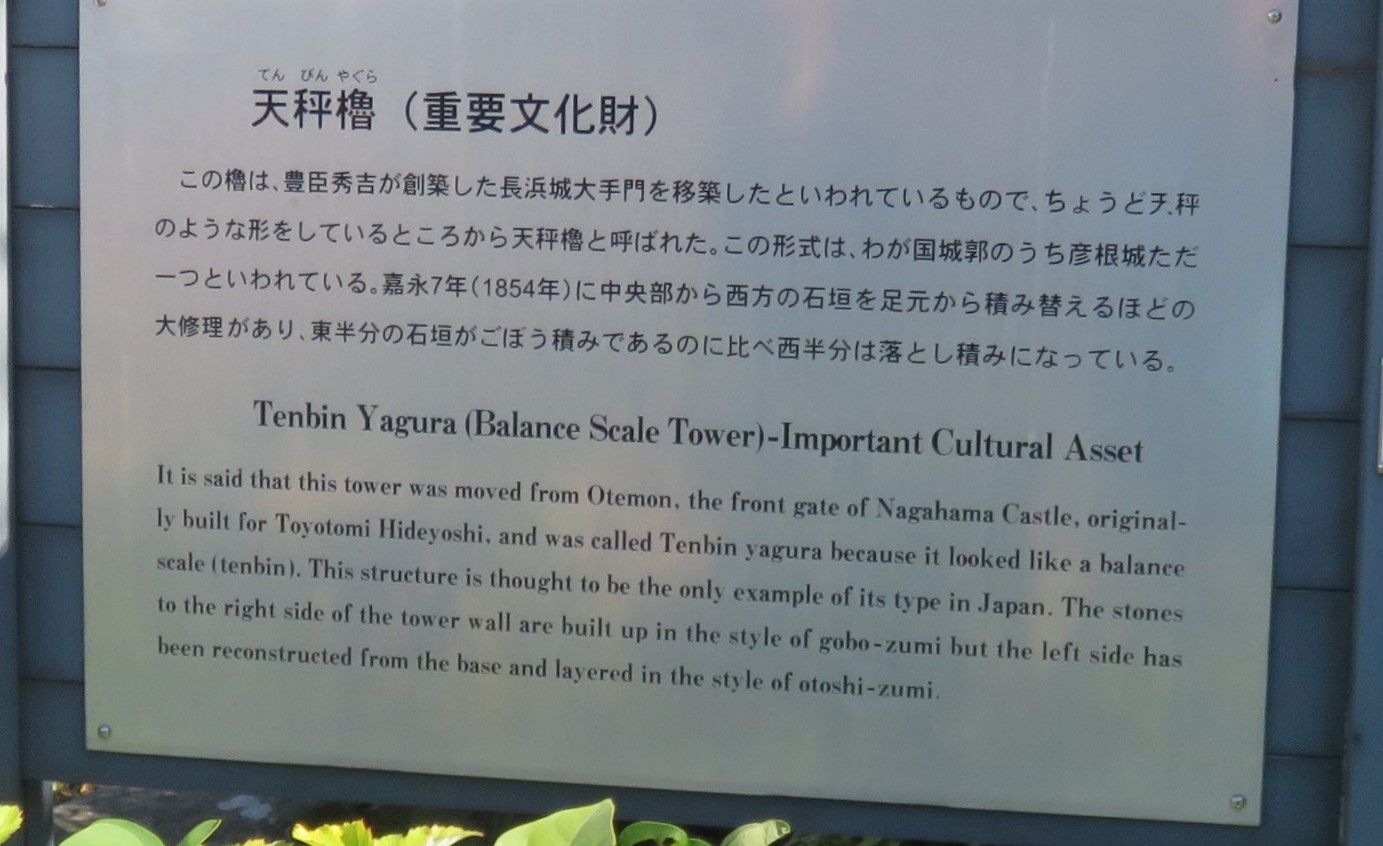 てん びん やぐら
天秤櫓（重要文化財）
この櫓は、豊臣秀吉が創築した長浜城大手門を移築したといわれているもので、ちょうど天秤
のような形をしているところから天秤櫓と呼ばれた。この形式は、わが国城郭のうち彦根城ただ
一つといわれている。嘉永7年（1854年）に中央部から西方の石垣を足元から積み替えるほどの
大修理があり、東半分の石垣がごぼう積みであるのに比べ西半分は落とし積みになっている。
Tenbin Yagura (Balance Scale Tower)-Important Cultural Asset
It is said that this tower was moved from Otemon, the front gate of Nagahama Castle, original-
ly built for Toyotomi Hideyoshi, and was called Tenbin yagura because it looked like a balance
scale (tenbin). This structure is thought to be the only example of its type in Japan. The stones
to the right side of the tower wall are built up in the style of gobo-zumi but the left side has
been reconstructed from the base and layered in the style of otoshi-zumi.